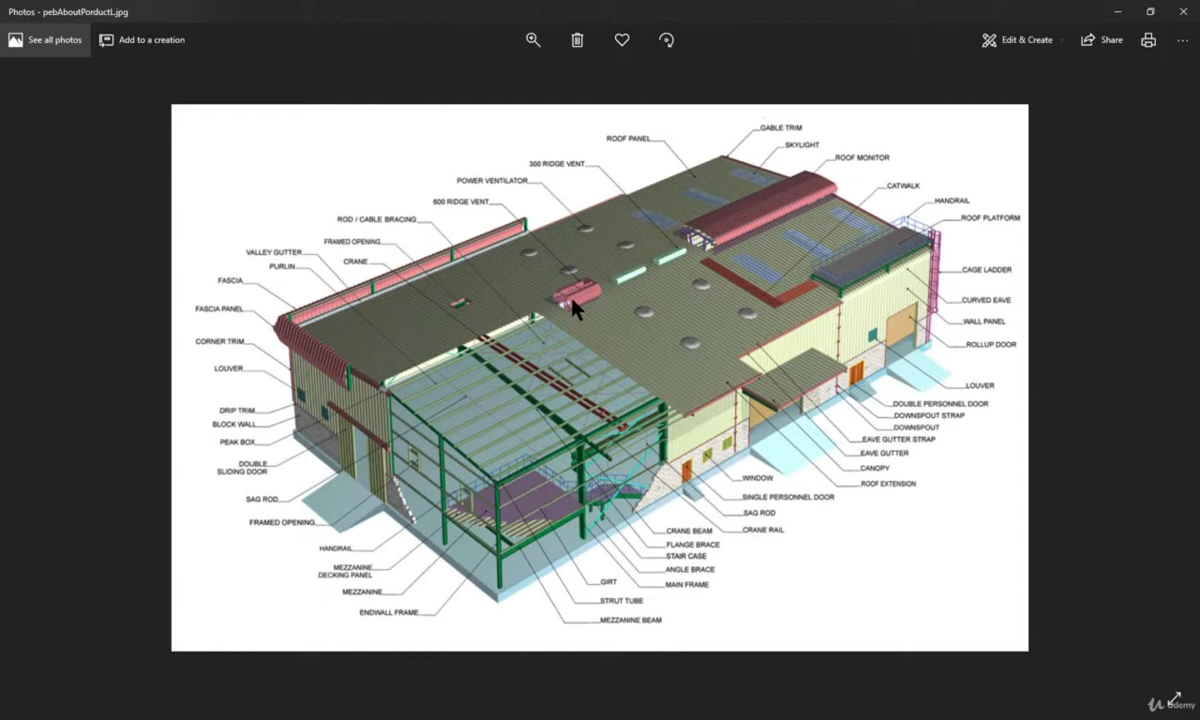 Photos - pebAboutPorductL.jpg
See all photos
Add to a creation
Edit & Create
Share
GABLE TRIM
ROOF PANEL
SKYLIGHT
300 RIDGE VENT
ROOF MONITOR
POWER VENTILATOR
CATWALK
600 RIDGE VENT
HANDRAIL
ROD / CABLE BRACING
ROOF PLATFORM
FRAMED OPENING
VALLEY GUTTER
CRANE
PURLIN
CAGE LADDER
FASCIA
CURVED EAVE
FASCIA PANEL
WALL PANEL
CORNER TRIM
ROLLUP DOOR
LOUVER
LOUVER
DOUBLE PERSONNEL DOOR
DRIP TRIM
DOWNSPOUT STRAP
BLOCK WALL
DOWNSPOUT
PEAK BOX
EAVE GUTTER STRAP
EAVE GUTTER
DOUBLE
SLIDING DOOR
CANOPY
WINDOW
ROOF EXTENSION
SAG ROD
SINGLE PERSONNEL DOOR
SAG ROD
FRAMED OPENING
CRANE BEAM
CRANE RAIL
HANDRAIL
FLANGE BRACE
STAIR CASE
MEZZANINE
DECKING PANEL
ANGLE BRACE
GIRT
MAIN FRAME
MEZZANINE
STRUT TUBE
ENDWALL FRAME
MEZZANINE BEAM
Udemy